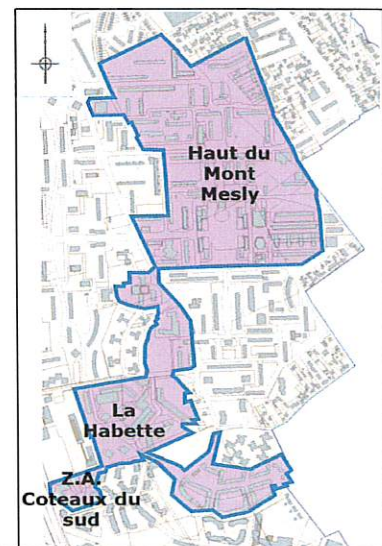 Haut du
Mont
Mesly
La
Habette
Z.A.
Coteaux du
sud